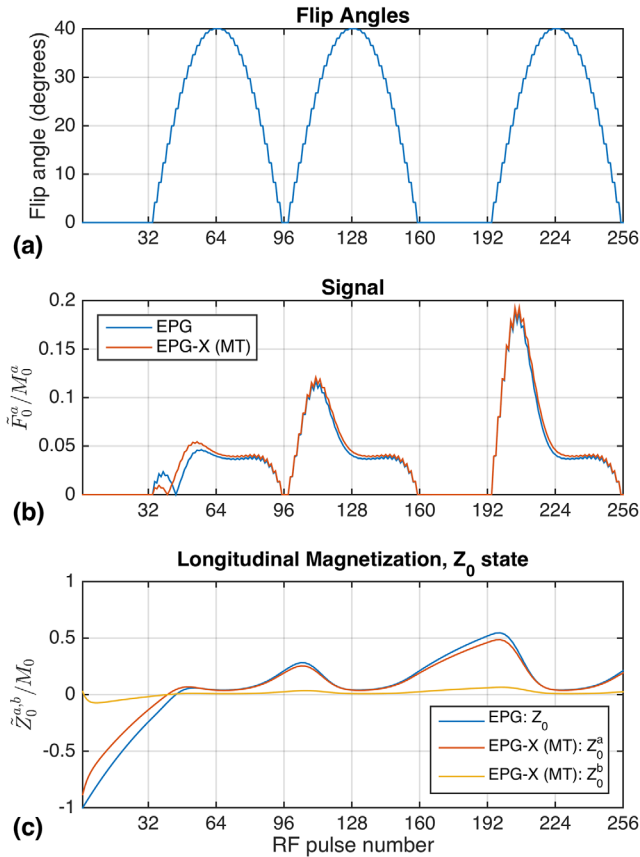 Flip Angles
Flip angle (degrees)
40
30
20
10
0
32 64 96 128 160 192 224 256
(a)
Signal
F̃₀ᵃ/M₀ᵃ
0.2
0.15
0.1
0.05
0
EPG
EPG-X (MT)
32 64 96 128 160 192 224 256
(b)
Longitudinal Magnetization, Z₀ state
Z̃₀ᵃ,ᵇ/M₀
1
0.5
0
-0.5
-1
EPG: Z₀
EPG-X (MT): Z₀ᵃ
EPG-X (MT): Z₀ᵇ
32 64 96 128 160 192 224 256
RF pulse number
(c)